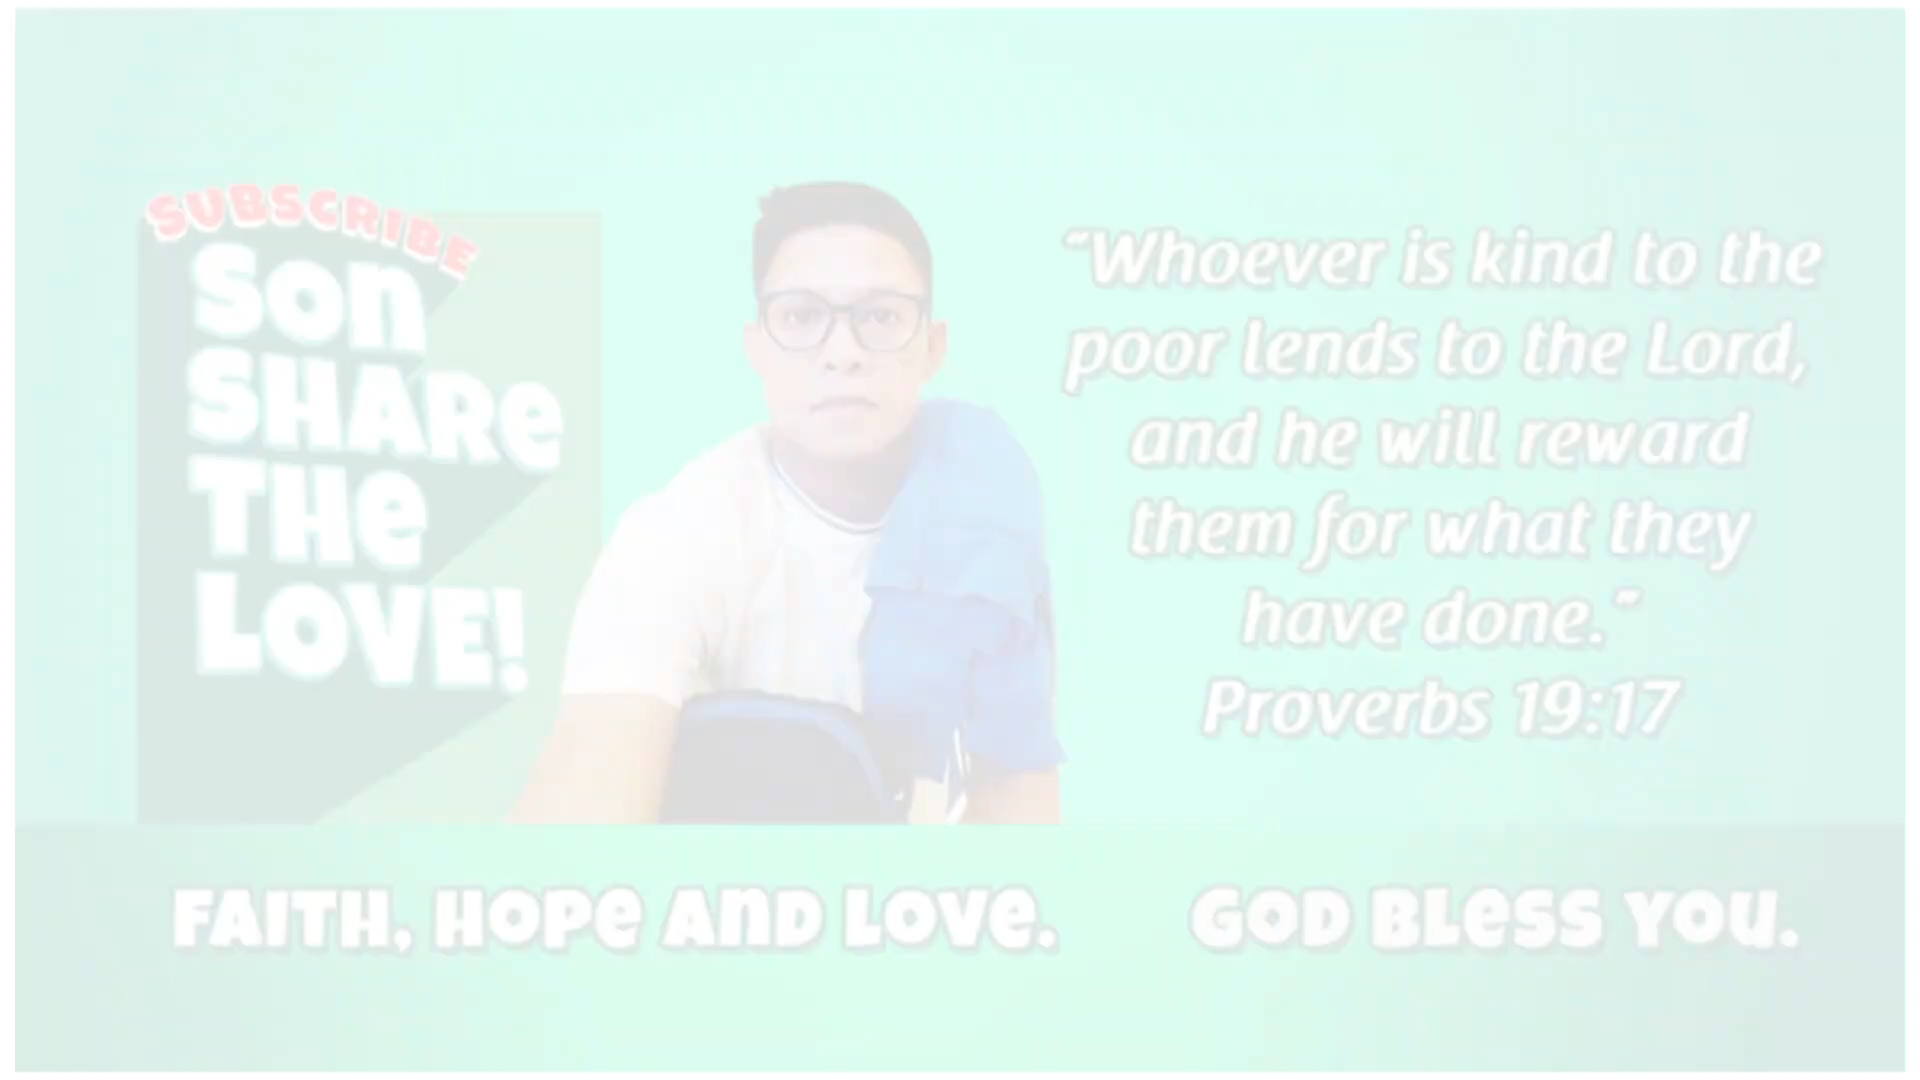 SUBSCRIBE
Son
SHARe
THe
LOVE!
“Whoever is kind to the
poor lends to the Lord,
and he will reward
them for what they
have done.”
Proverbs 19:17
FAITH, HOPe AnD LOVe.
GOD BLeSS YOU.